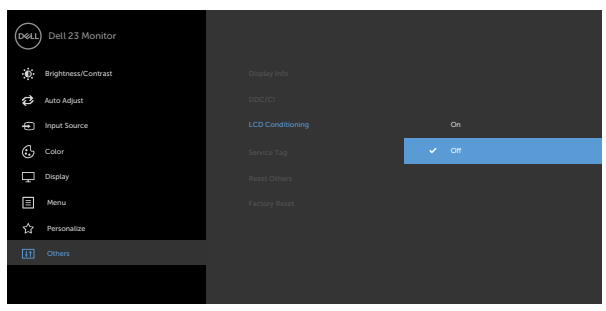 DELL Dell 23 Monitor
Brightness/Contrast
Auto Adjust
Input Source
Color
Display
Menu
Personalize
Others
Display Info
DDC/CI
LCD Conditioning
Service Tag
Reset Others
Factory Reset
On
Off